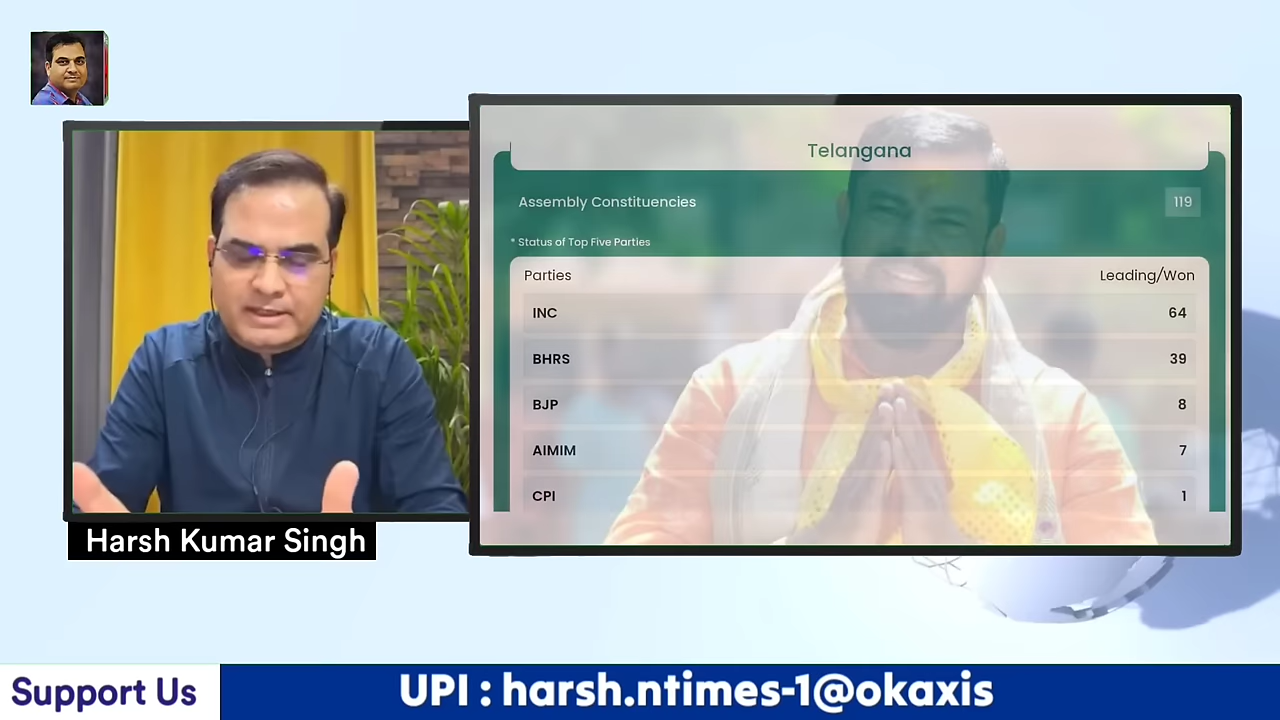 Telangana
Assembly Constituencies 119
* Status of Top Five Parties
Parties Leading/Won
INC 64
BHRS 39
BJP 8
AIMIM 7
CPI 1
Harsh Kumar Singh
Support Us UPI : harsh.ntimes-1@okaxis